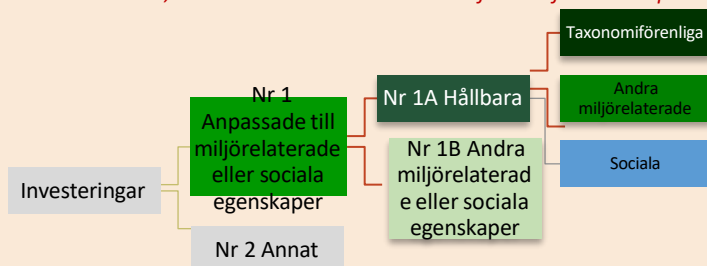 Taxonomiförenliga
Nr 1
Anpassade till
miljörelaterade
eller sociala
egenskaper
Nr 1A Hållbara
Andra
miljörelaterade
Nr 1B Andra
miljörelaterad
e eller sociala
egenskaper
Sociala
Investeringar
Nr 2 Annat